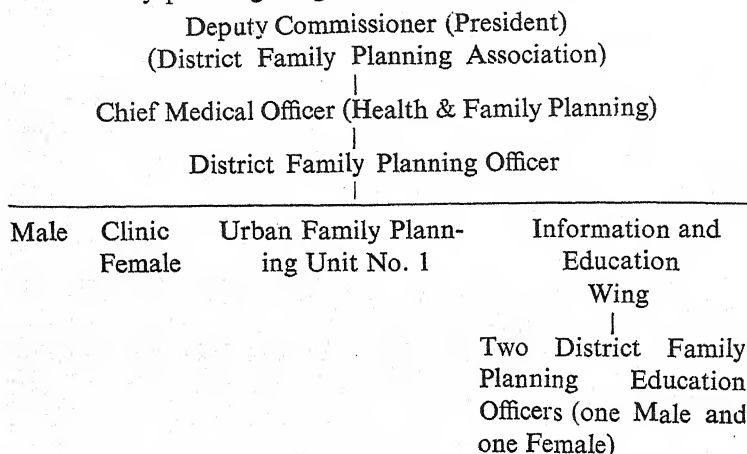 Deputy Commissioner (President)
(District Family Planning Association)
Chief Medical Officer (Health & Family Planning)
District Family Planning Officer
Male Clinic Urban Family Plann- Information and
Female ing Unit No. 1 Education
Wing
Two District Family
Planning Education
Officers (one Male and
one Female)